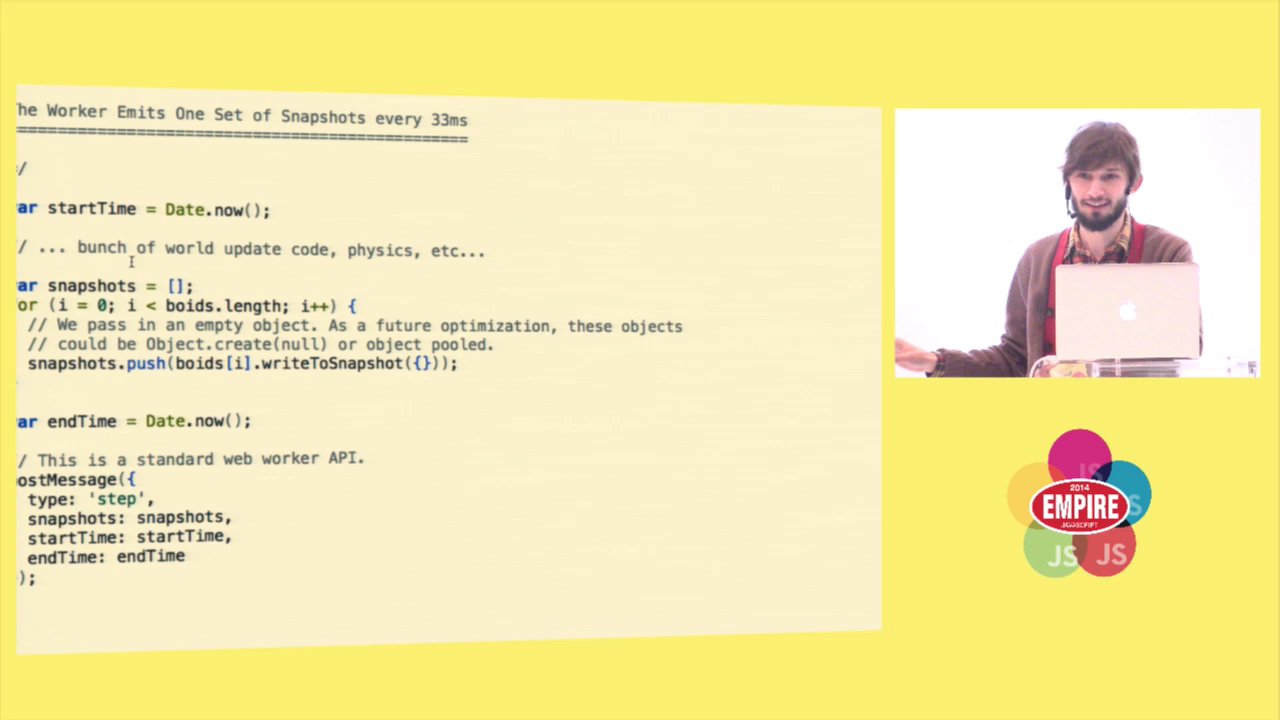 he Worker Emits One Set of Snapshots every 33ms
==============================================
/
ar startTime = Date.now();
/ ... bunch of world update code, physics, etc...
ar snapshots = [];
or (i = 0; i < boids.length; i++) {
// We pass in an empty object. As a future optimization, these objects
// could be Object.create(null) or object pooled.
snapshots.push(boids[i].writeToSnapshot({}));
ar endTime = Date.now();
/ This is a standard web worker API.
ostMessage({
type: 'step',
snapshots: snapshots,
startTime: startTime,
endTime: endTime
);
JS
2014
EMPIRE
JAVASCRIPT
JS
JS
JS